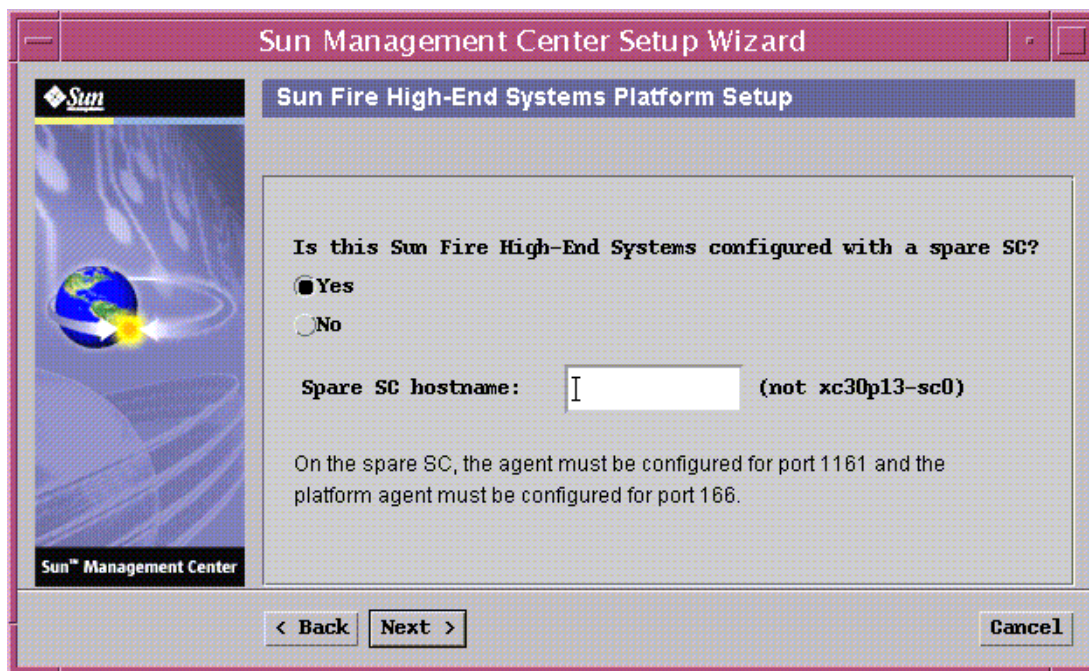 Sun Management Center Setup Wizard
Sun
Sun Fire High-End Systems Platform Setup
Is this Sun Fire High-End Systems configured with a spare SC?
Yes
No
Spare SC hostname: (not xc30p13-sc0)
On the spare SC, the agent must be configured for port 1161 and the
platform agent must be configured for port 166.
Sun™ Management Center
< Back Next > Cancel